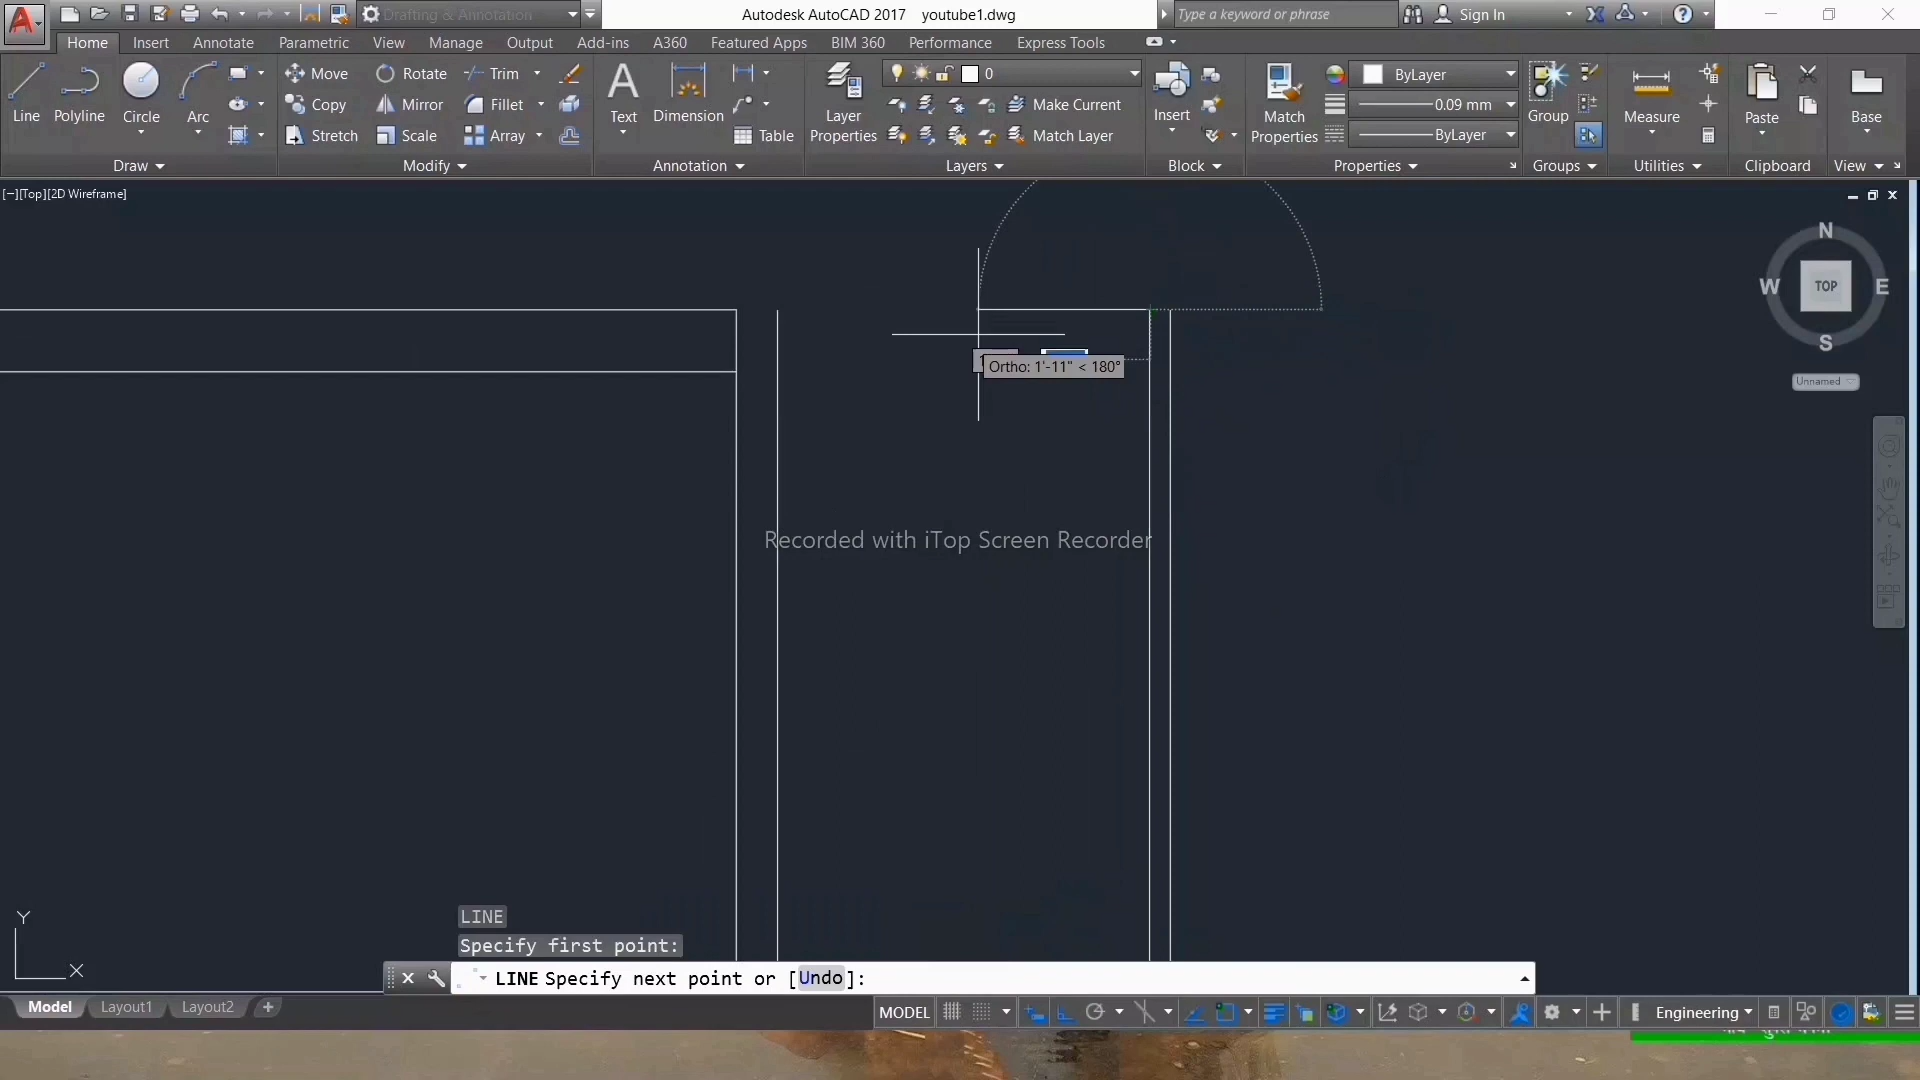 Drafting & Annotation
Autodesk AutoCAD 2017 youtube1.dwg
Type a keyword or phrase
Sign In
Home Insert Annotate Parametric View Manage Output Add-ins A360 Featured Apps BIM 360 Performance Express Tools
Line Polyline Circle Arc
Move Rotate Trim
Copy Mirror Fillet
Stretch Scale Array
Text Dimension Table
Layer Properties
0
Make Current
Match Layer
Insert
Match Properties
ByLayer
0.09 mm
ByLayer
Group Measure Paste Base
Draw Modify Annotation Layers Block Properties Groups Utilities Clipboard View
[−][Top][2D Wireframe]
N
W TOP E
S
Unnamed
Ortho: 1'-11" < 180°
Recorded with iTop Screen Recorder
Y
X
LINE
Specify first point:
LINE Specify next point or [Undo]:
Model Layout1 Layout2 +
MODEL
Engineering